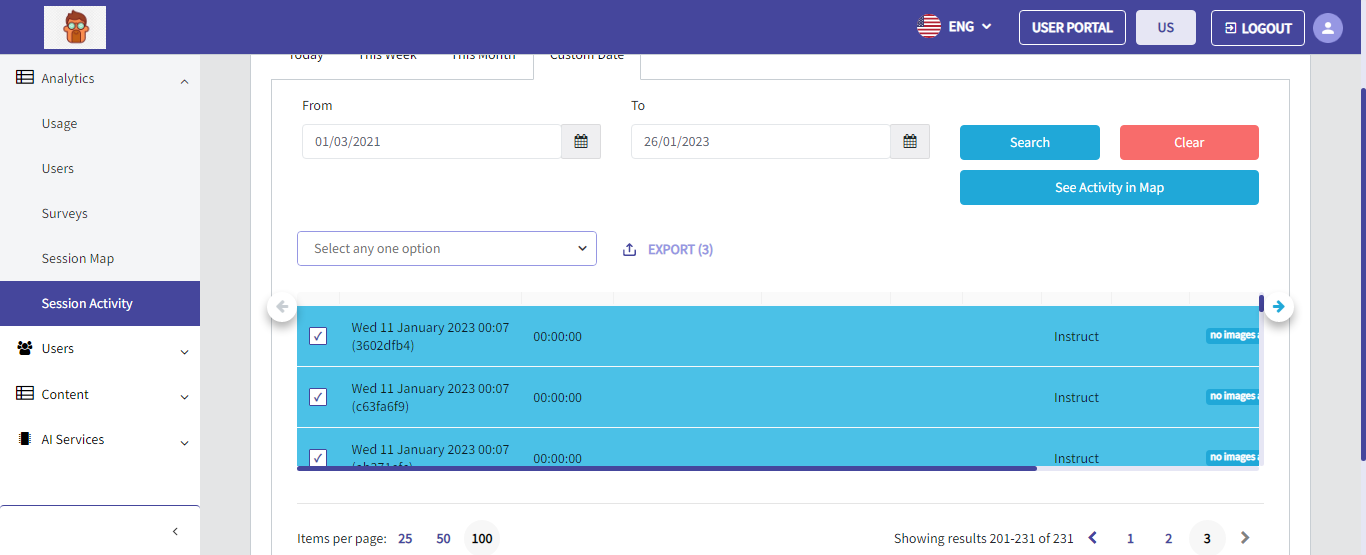 ENG
USER PORTAL
US
LOGOUT
Analytics
Usage
Users
Surveys
Session Map
Session Activity
Users
Content
AI Services
Today This Week This Month Custom Date
From To
01/03/2021 26/01/2023
Search Clear
See Activity in Map
Select any one option
EXPORT (3)
Wed 11 January 2023 00:07
(3602dfb4)
00:00:00 Instruct no images
Wed 11 January 2023 00:07
(c63fa6f9)
00:00:00 Instruct no images
Wed 11 January 2023 00:07
00:00:00 Instruct no images
Items per page: 25 50 100
Showing results 201-231 of 231 1 2 3